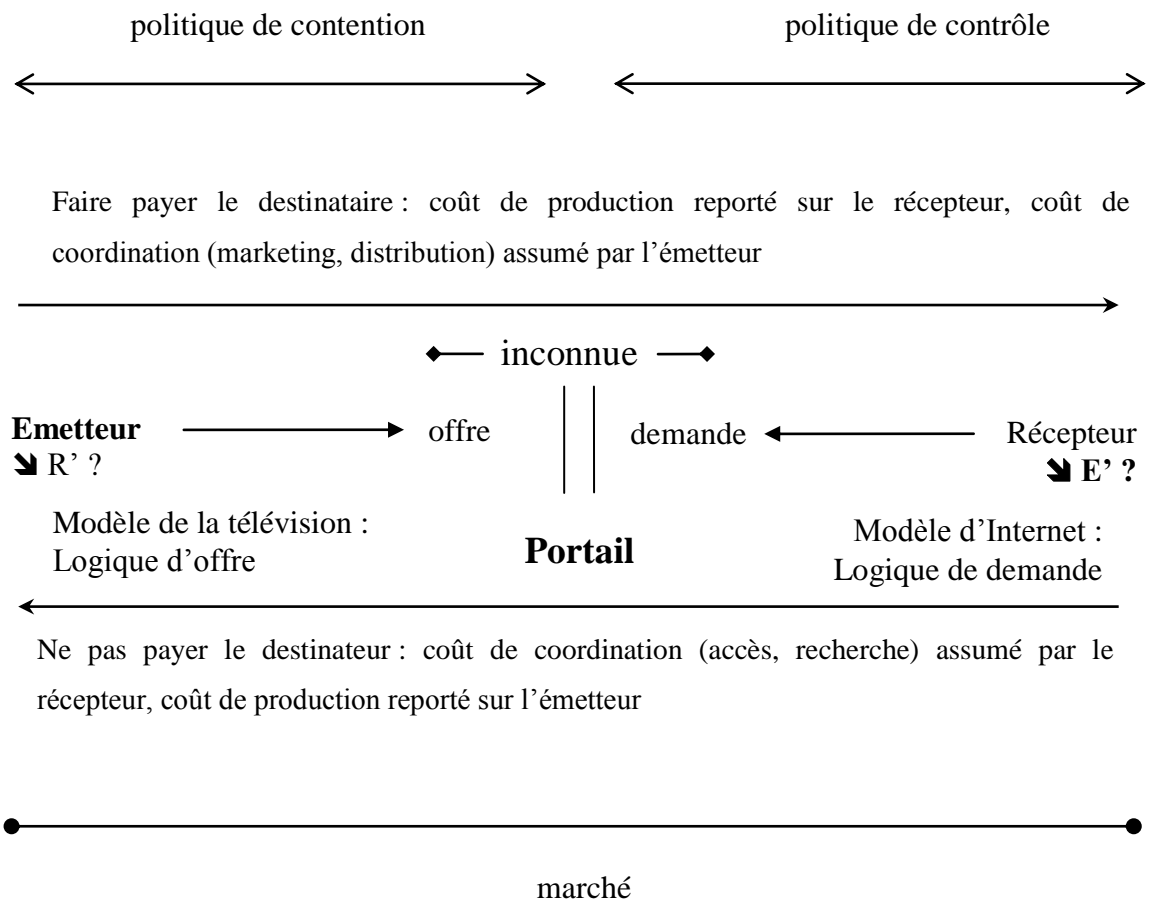 politique de contention
politique de contrôle
Faire payer le destinataire : coût de production reporté sur le récepteur, coût de
coordination (marketing, distribution) assumé par l’émetteur
inconnue
Emetteur
offre
demande
Récepteur
➘ R’ ?
➘ E’ ?
Modèle de la télévision :
Logique d’offre
Portail
Modèle d’Internet :
Logique de demande
Ne pas payer le destinateur : coût de coordination (accès, recherche) assumé par le
récepteur, coût de production reporté sur l’émetteur
marché